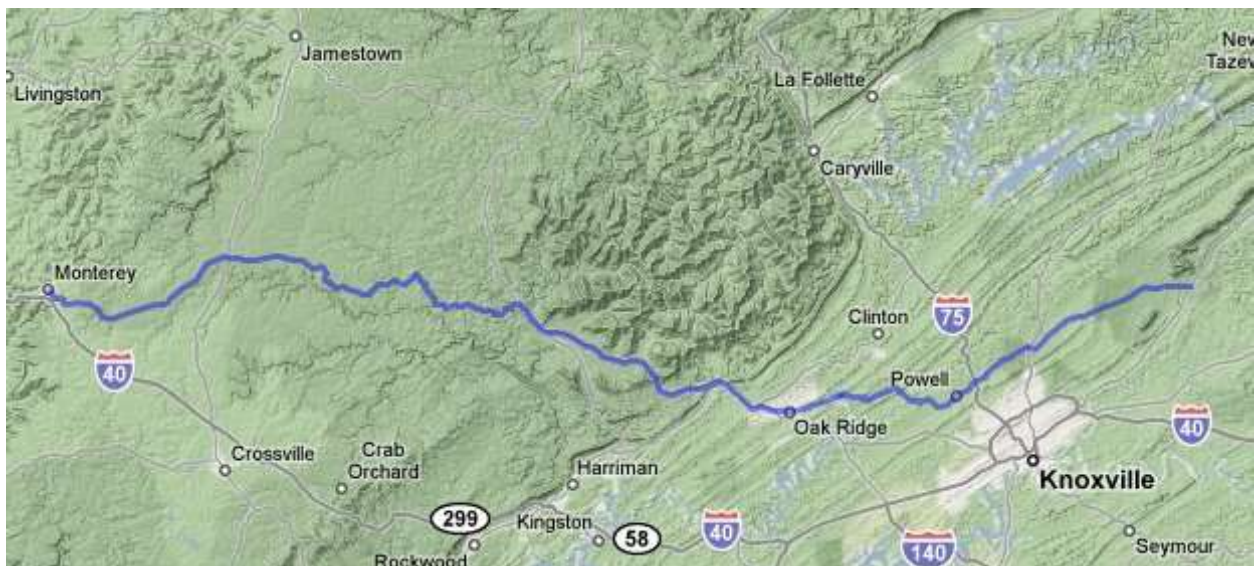 Jamestown
New
Tazev
Livingston
La Follette
Caryville
Monterey
Clinton
75
40
Powell
Oak Ridge
40
Crossville
Crab
Orchard
Harriman
Knoxville
299
Kingston
58
40
140
Seymour
Rockwood